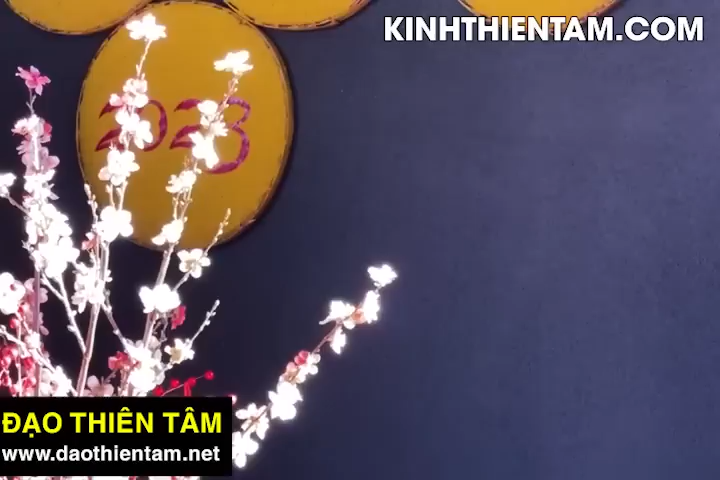 KINHTHIENTAM.COM
2023
ĐẠO THIÊN TÂM
www.daothientam.net